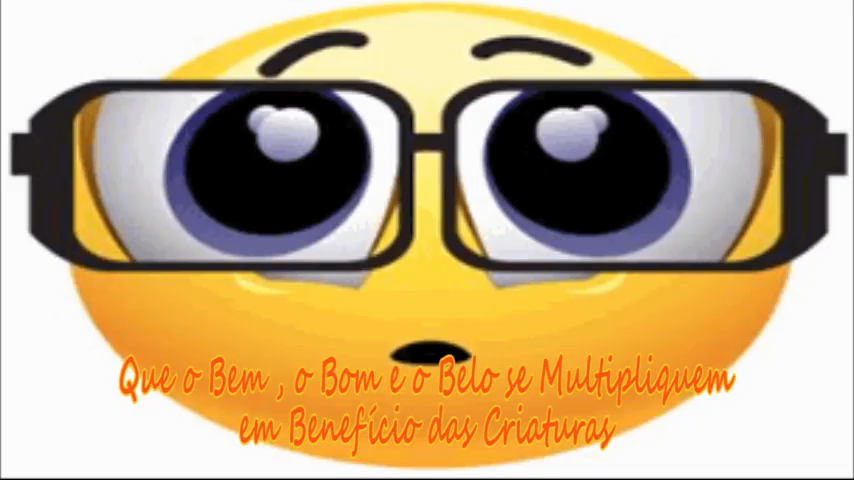 Que o Bem , o Bom e o Belo se Multipliquem
em Benefício das Criaturas